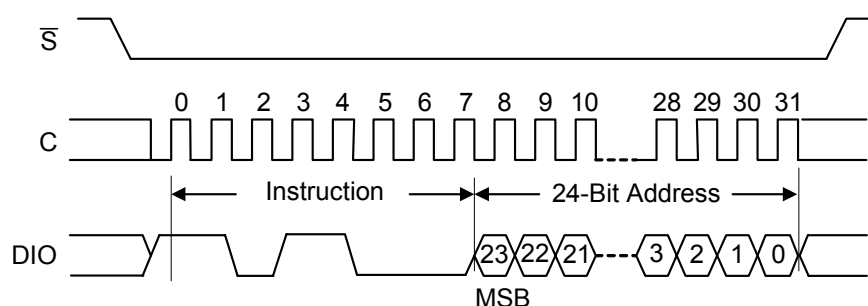 S
0 1 2 3 4 5 6 7 8 9 10 28 29 30 31
C
Instruction 24-Bit Address
DIO 23 22 21 3 2 1 0
MSB